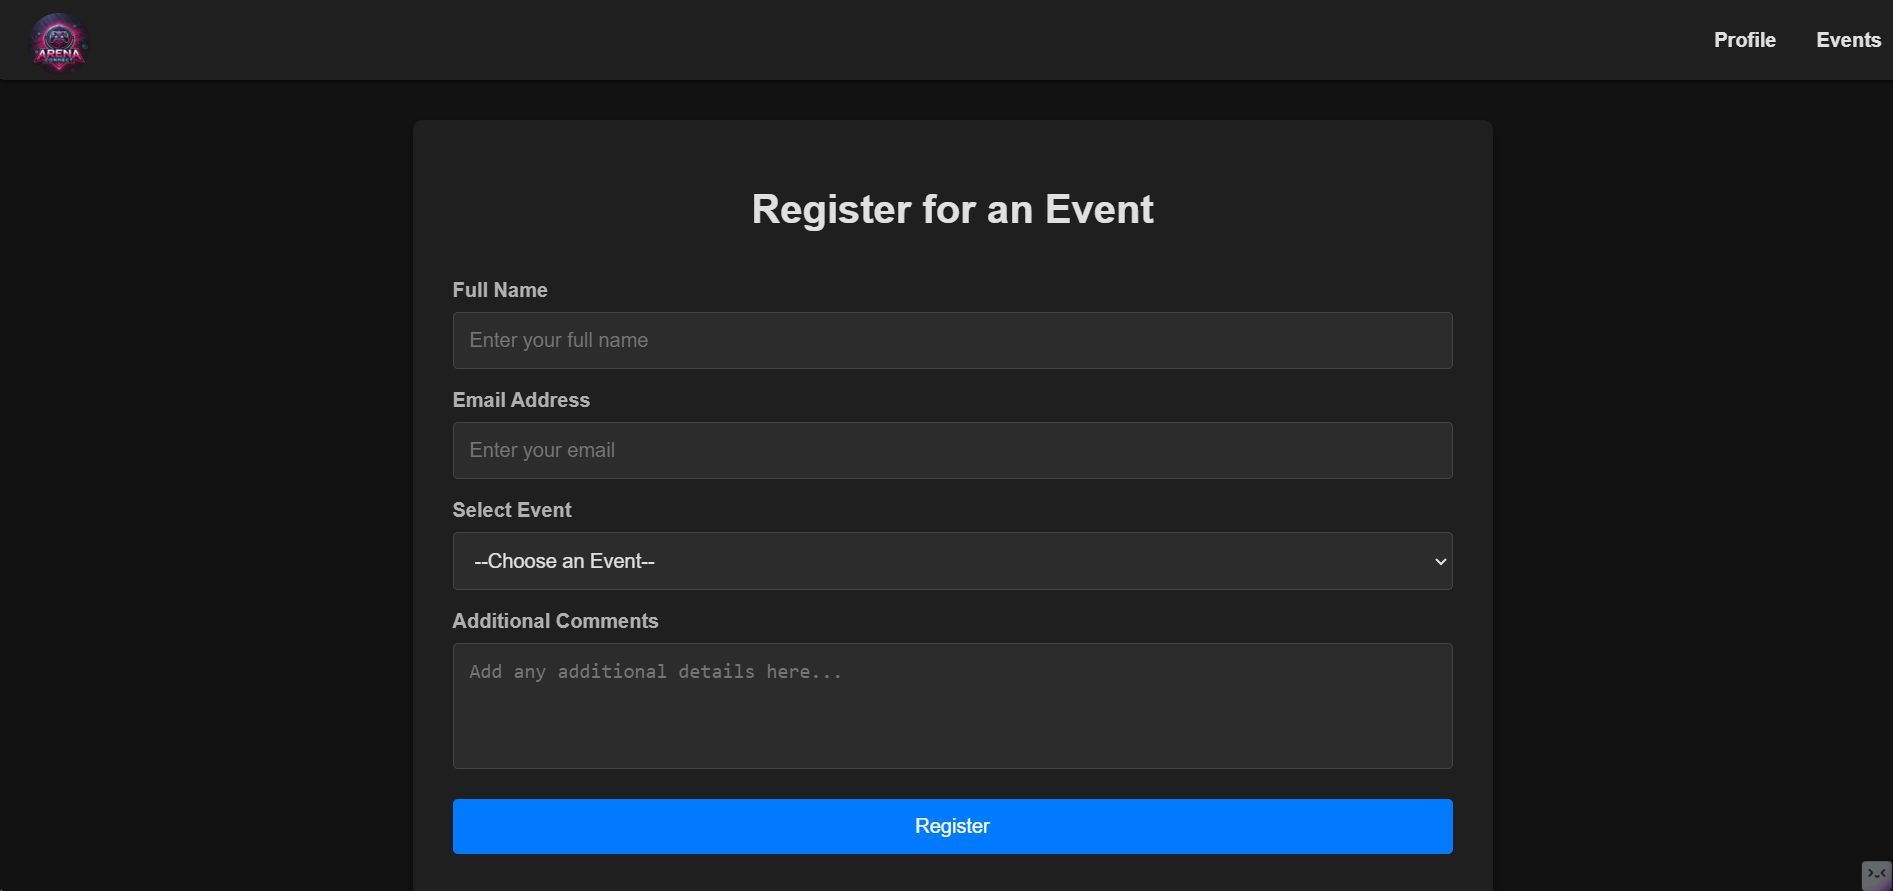 ARENA
CONNECT
Profile
Events
Register for an Event
Full Name
Enter your full name
Email Address
Enter your email
Select Event
--Choose an Event--
Additional Comments
Add any additional details here...
Register